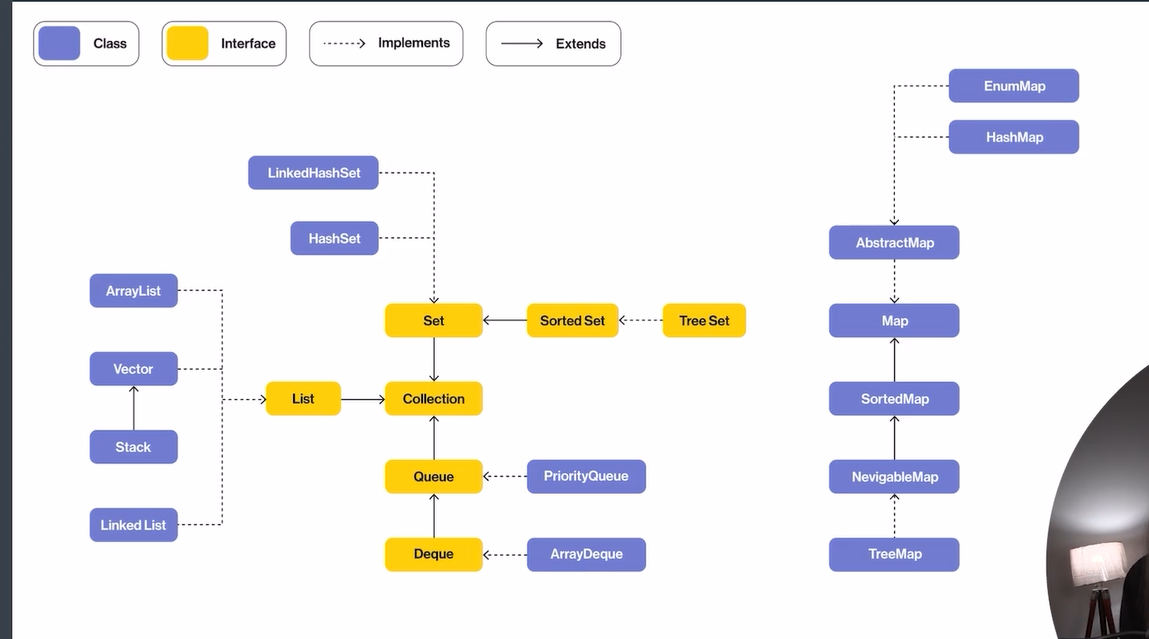 Class
Interface
Implements
Extends
EnumMap
HashMap
LinkedHashSet
HashSet
AbstractMap
ArrayList
Set
Sorted Set
Tree Set
Map
Vector
List
Collection
SortedMap
Stack
Queue
PriorityQueue
NevigableMap
Linked List
Deque
ArrayDeque
TreeMap